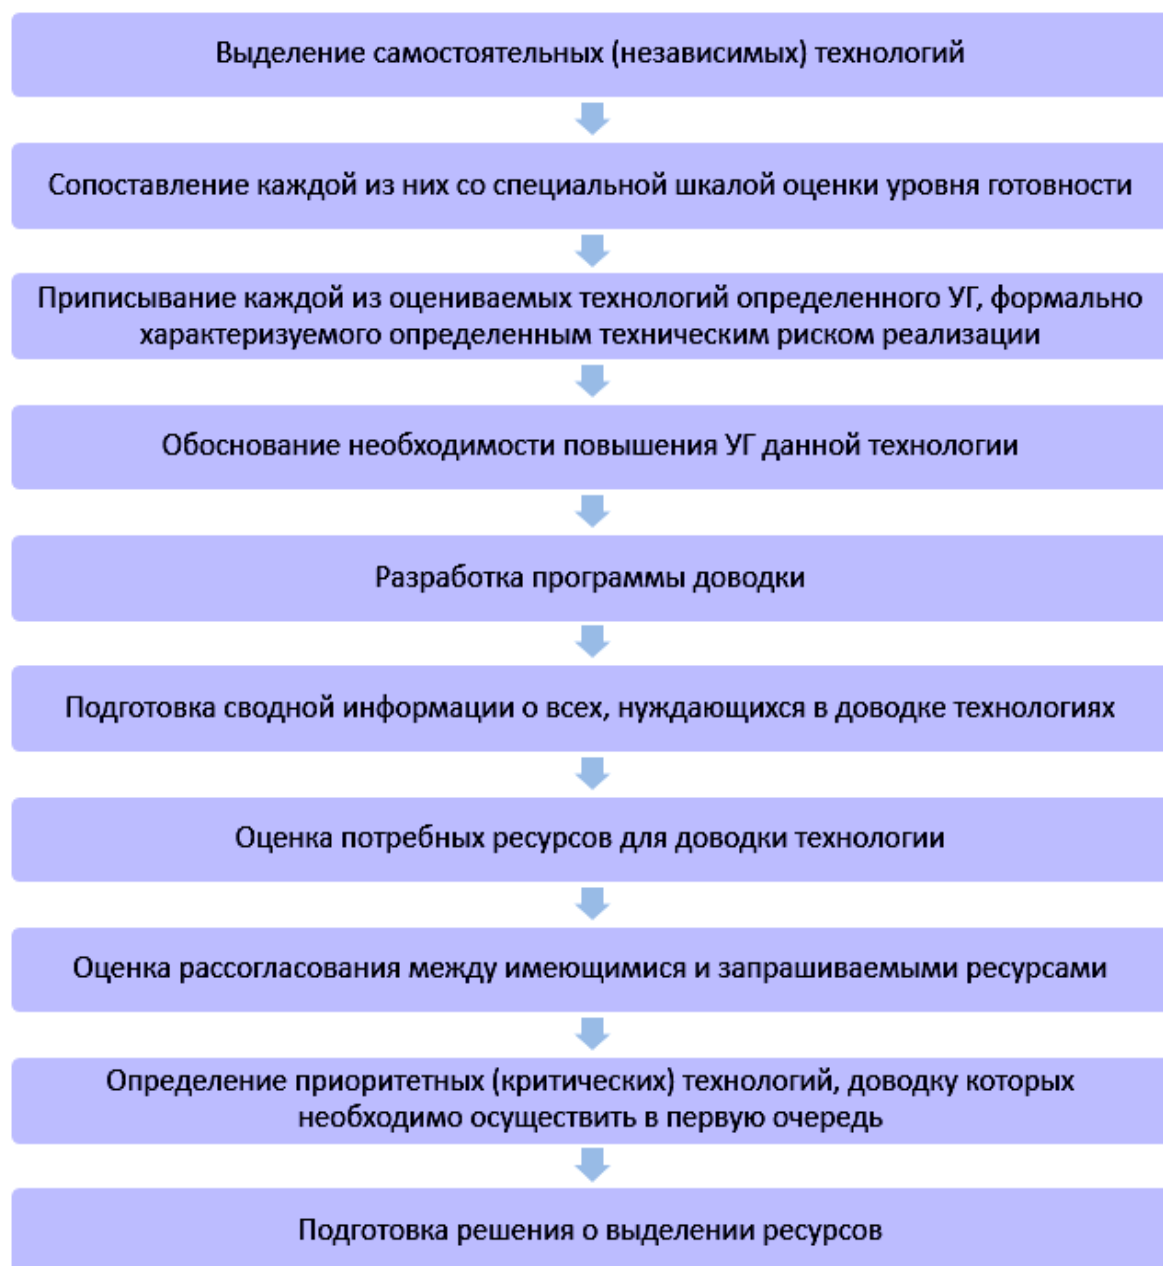 Выделение самостоятельных (независимых) технологий
Сопоставление каждой из них со специальной шкалой оценки уровня готовности
Приписывание каждой из оцениваемых технологий определенного УГ, формально
характеризуемого определенным техническим риском реализации
Обоснование необходимости повышения УГ данной технологии
Разработка программы доводки
Подготовка сводной информации о всех, нуждающихся в доводке технологиях
Оценка потребных ресурсов для доводки технологии
Оценка рассогласования между имеющимися и запрашиваемыми ресурсами
Определение приоритетных (критических) технологий, доводку которых
необходимо осуществить в первую очередь
Подготовка решения о выделении ресурсов